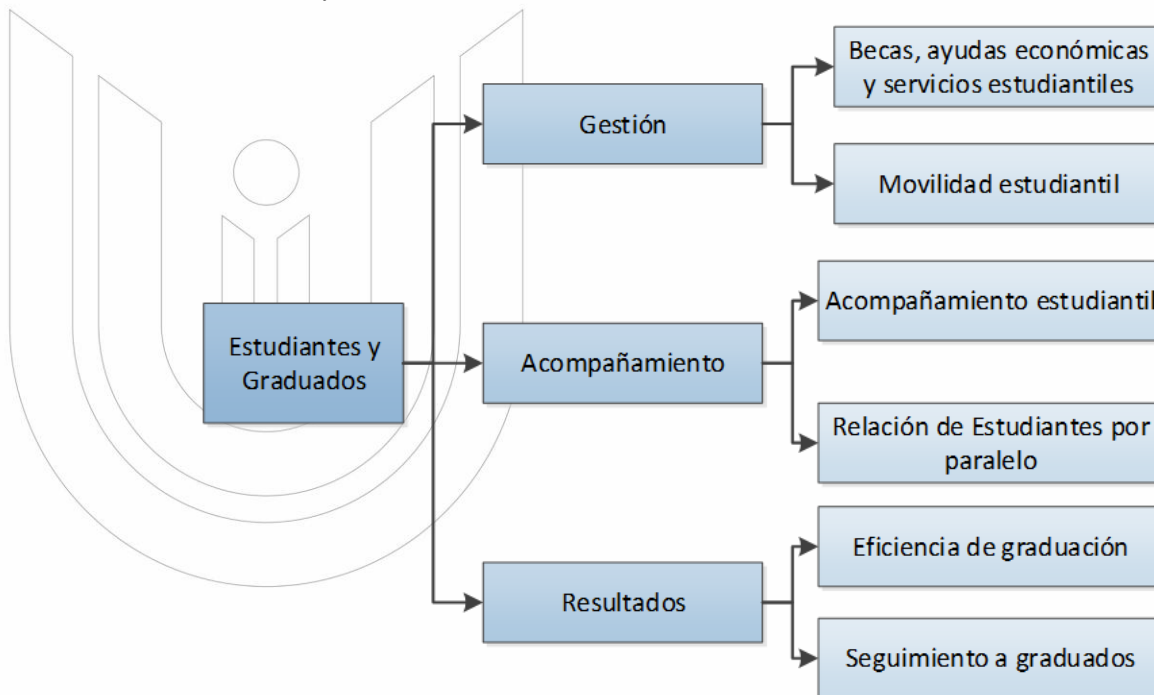 Becas, ayudas económicas
y servicios estudiantiles
Gestión
Movilidad estudiantil
Acompañamiento estudiantil
Estudiantes y
Graduados
Acompañamiento
Relación de Estudiantes por
paralelo
Eficiencia de graduación
Resultados
Seguimiento a graduados